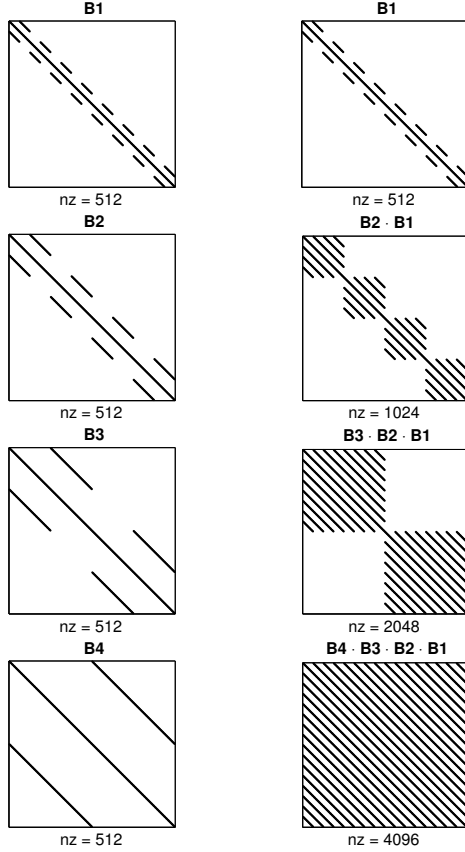 B1
B1
nz = 512
nz = 512
B2
B2 · B1
nz = 512
nz = 1024
B3
B3 · B2 · B1
nz = 512
nz = 2048
B4
B4 · B3 · B2 · B1
nz = 512
nz = 4096